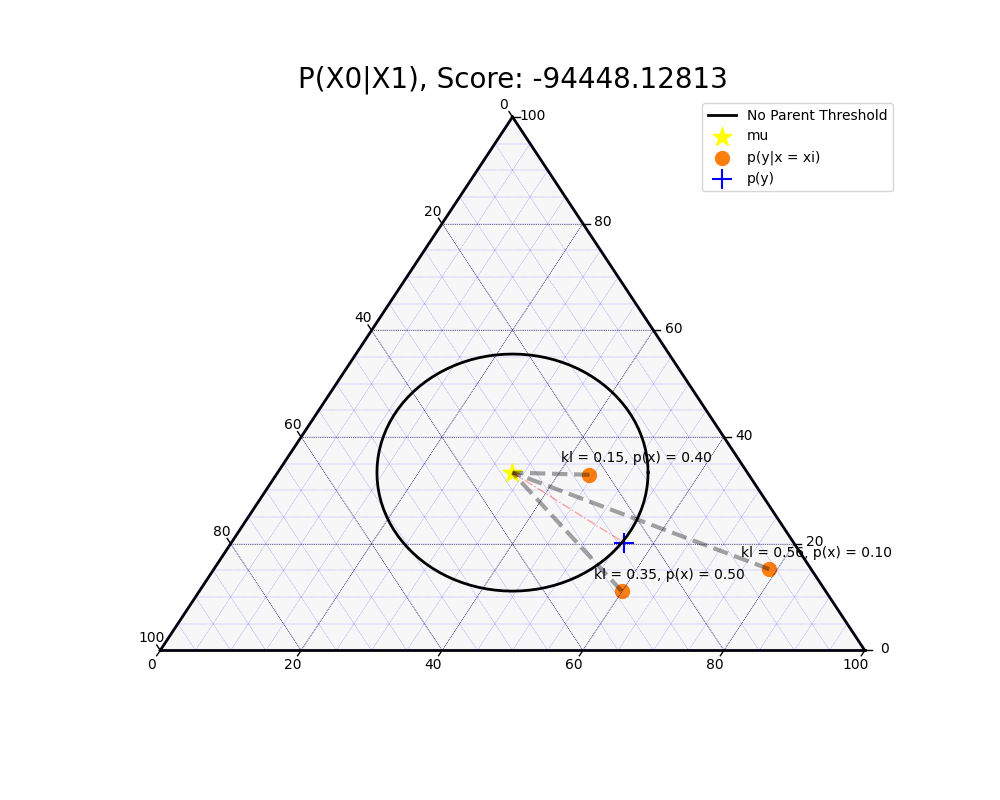 P(X0|X1), Score: -94448.12813
No Parent Threshold
mu
p(y|x = xi)
p(y)
0
100
20
80
40
60
60
40
kl = 0.15, p(x) = 0.40
80
20
kl = 0.56, p(x) = 0.10
kl = 0.35, p(x) = 0.50
100
0
0
20
40
60
80
100